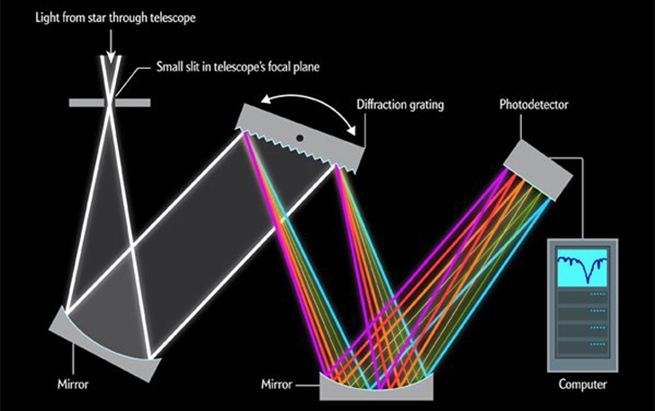 Light from star through telescope
Small slit in telescope's focal plane
Diffraction grating
Photodetector
Mirror
Mirror
Computer